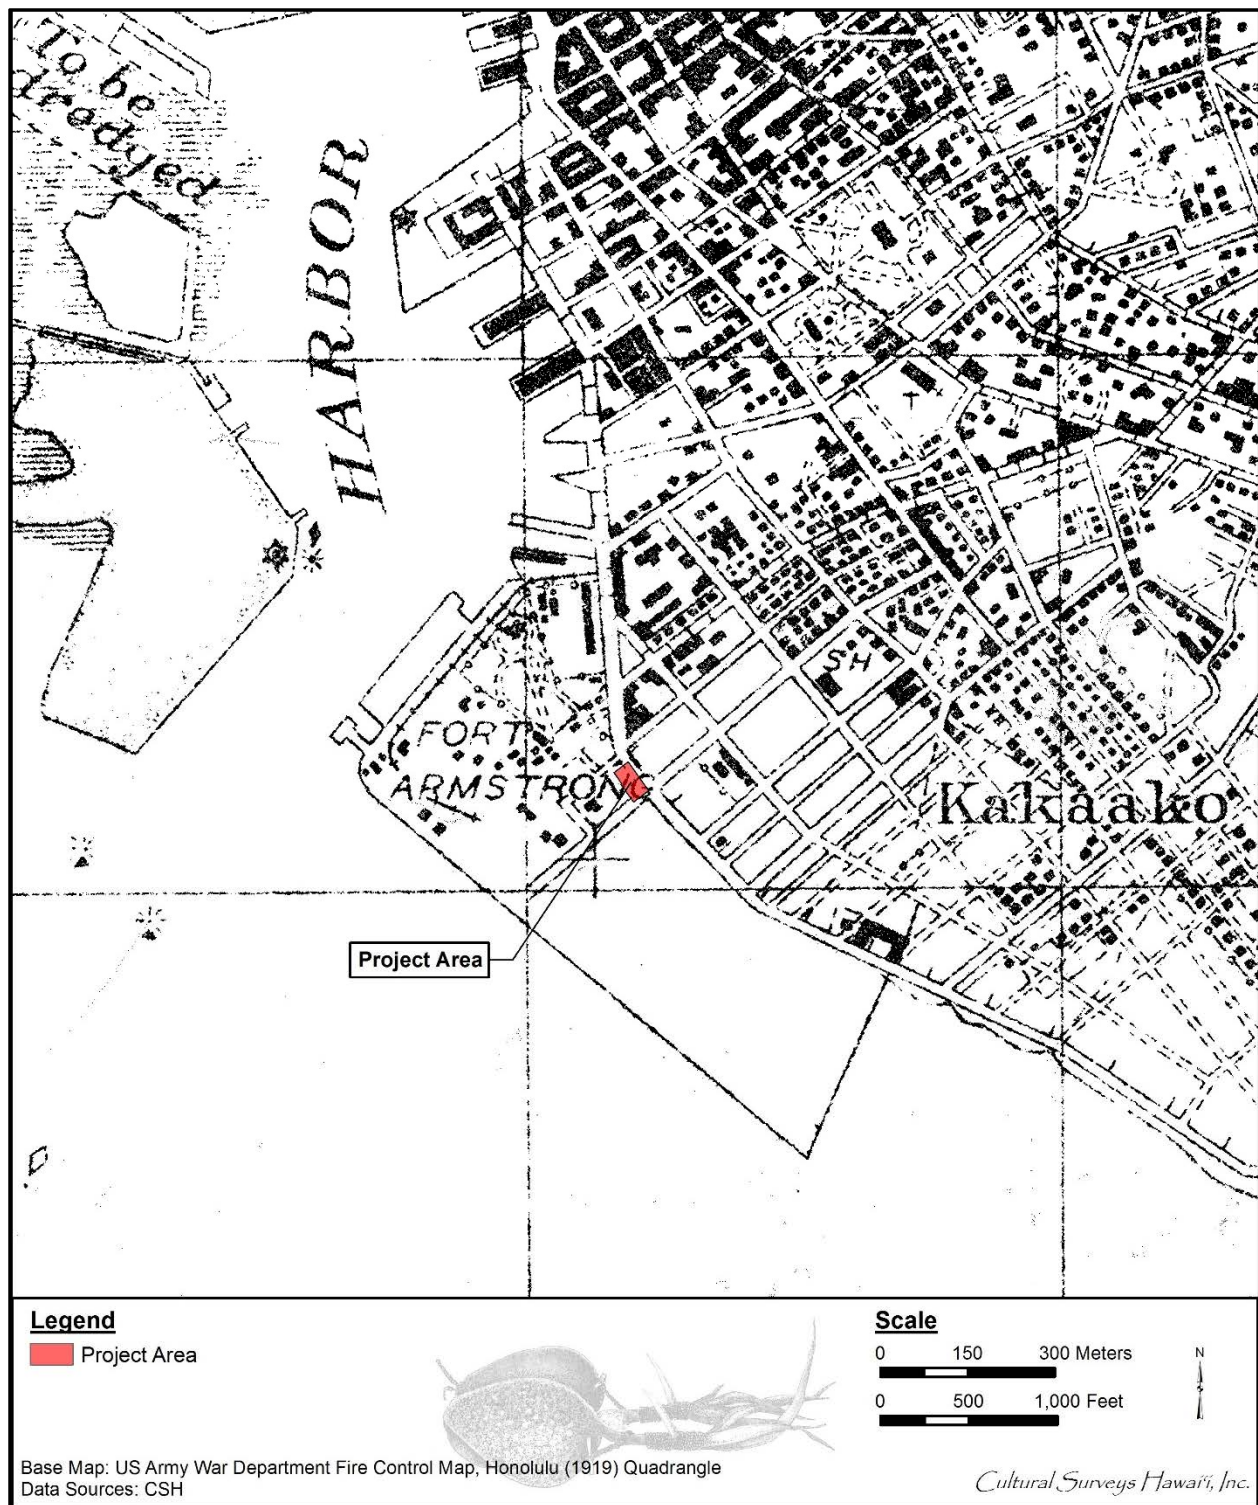 To be
dredged
HARBOR
T
SH
FORT
ARMSTRONG
Kakaako
Project Area
Legend
Project Area
Scale
0 150 300 Meters
0 500 1,000 Feet
N
Base Map: US Army War Department Fire Control Map, Honolulu (1919) Quadrangle
Data Sources: CSH
Cultural Surveys Hawai‘i, Inc.